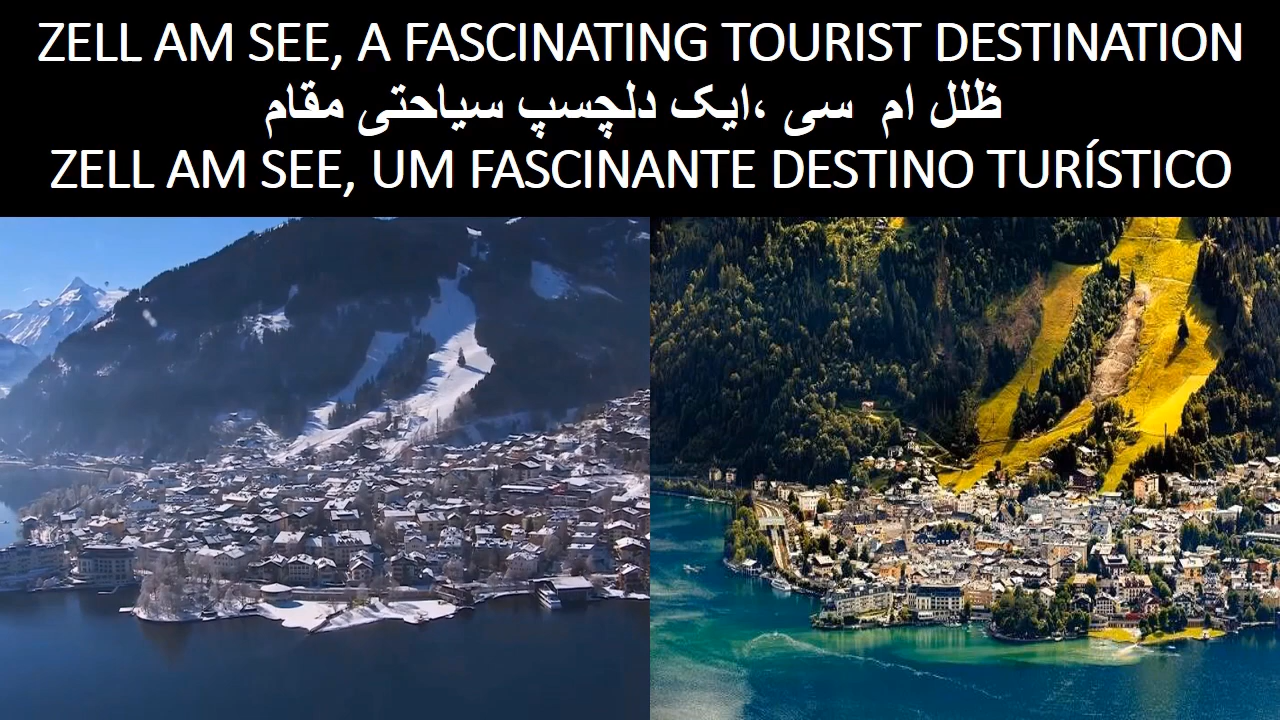 ZELL AM SEE, A FASCINATING TOURIST DESTINATION
ظلل ام  سی ،ایک دلچسپ سیاحتی مقام
ZELL AM SEE, UM FASCINANTE DESTINO TURÍSTICO